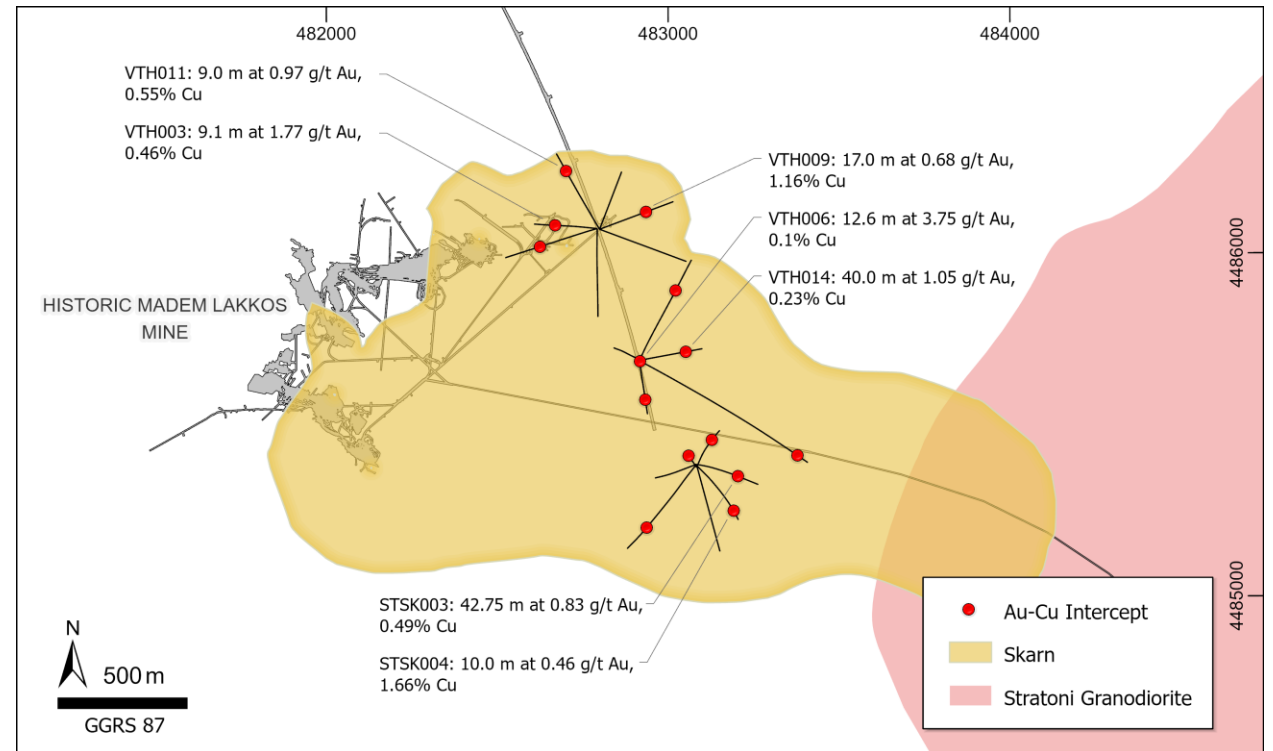 482000
483000
484000
VTH011: 9.0 m at 0.97 g/t Au,
0.55% Cu
VTH003: 9.1 m at 1.77 g/t Au,
0.46% Cu
VTH009: 17.0 m at 0.68 g/t Au,
1.16% Cu
VTH006: 12.6 m at 3.75 g/t Au,
0.1% Cu
VTH014: 40.0 m at 1.05 g/t Au,
0.23% Cu
4486000
HISTORIC MADEM LAKKOS
MINE
4485000
STSK003: 42.75 m at 0.83 g/t Au,
0.49% Cu
STSK004: 10.0 m at 0.46 g/t Au,
1.66% Cu
N
500 m
GGRS 87
Au-Cu Intercept
Skarn
Stratoni Granodiorite